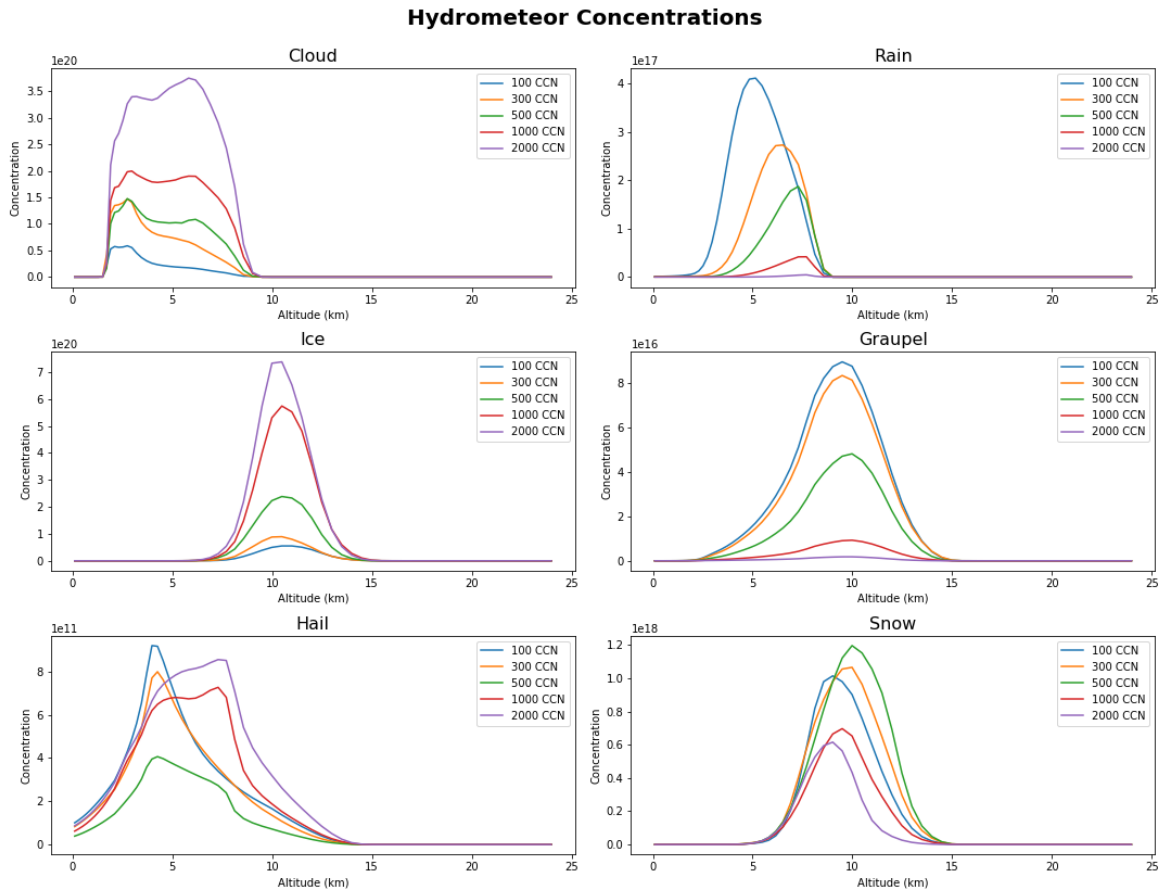 Hydrometeor Concentrations
Cloud
1e20
Concentration
3.5
3.0
2.5
2.0
1.5
1.0
0.5
0.0
0 5 10 15 20 25
Altitude (km)
100 CCN
300 CCN
500 CCN
1000 CCN
2000 CCN
Rain
1e17
Concentration
4
3
2
1
0
0 5 10 15 20 25
Altitude (km)
100 CCN
300 CCN
500 CCN
1000 CCN
2000 CCN
Ice
1e20
Concentration
7
6
5
4
3
2
1
0
0 5 10 15 20 25
Altitude (km)
100 CCN
300 CCN
500 CCN
1000 CCN
2000 CCN
Graupel
1e16
Concentration
8
6
4
2
0
0 5 10 15 20 25
Altitude (km)
100 CCN
300 CCN
500 CCN
1000 CCN
2000 CCN
Hail
1e11
Concentration
8
6
4
2
0
0 5 10 15 20 25
Altitude (km)
100 CCN
300 CCN
500 CCN
1000 CCN
2000 CCN
Snow
1e18
Concentration
1.2
1.0
0.8
0.6
0.4
0.2
0.0
0 5 10 15 20 25
Altitude (km)
100 CCN
300 CCN
500 CCN
1000 CCN
2000 CCN